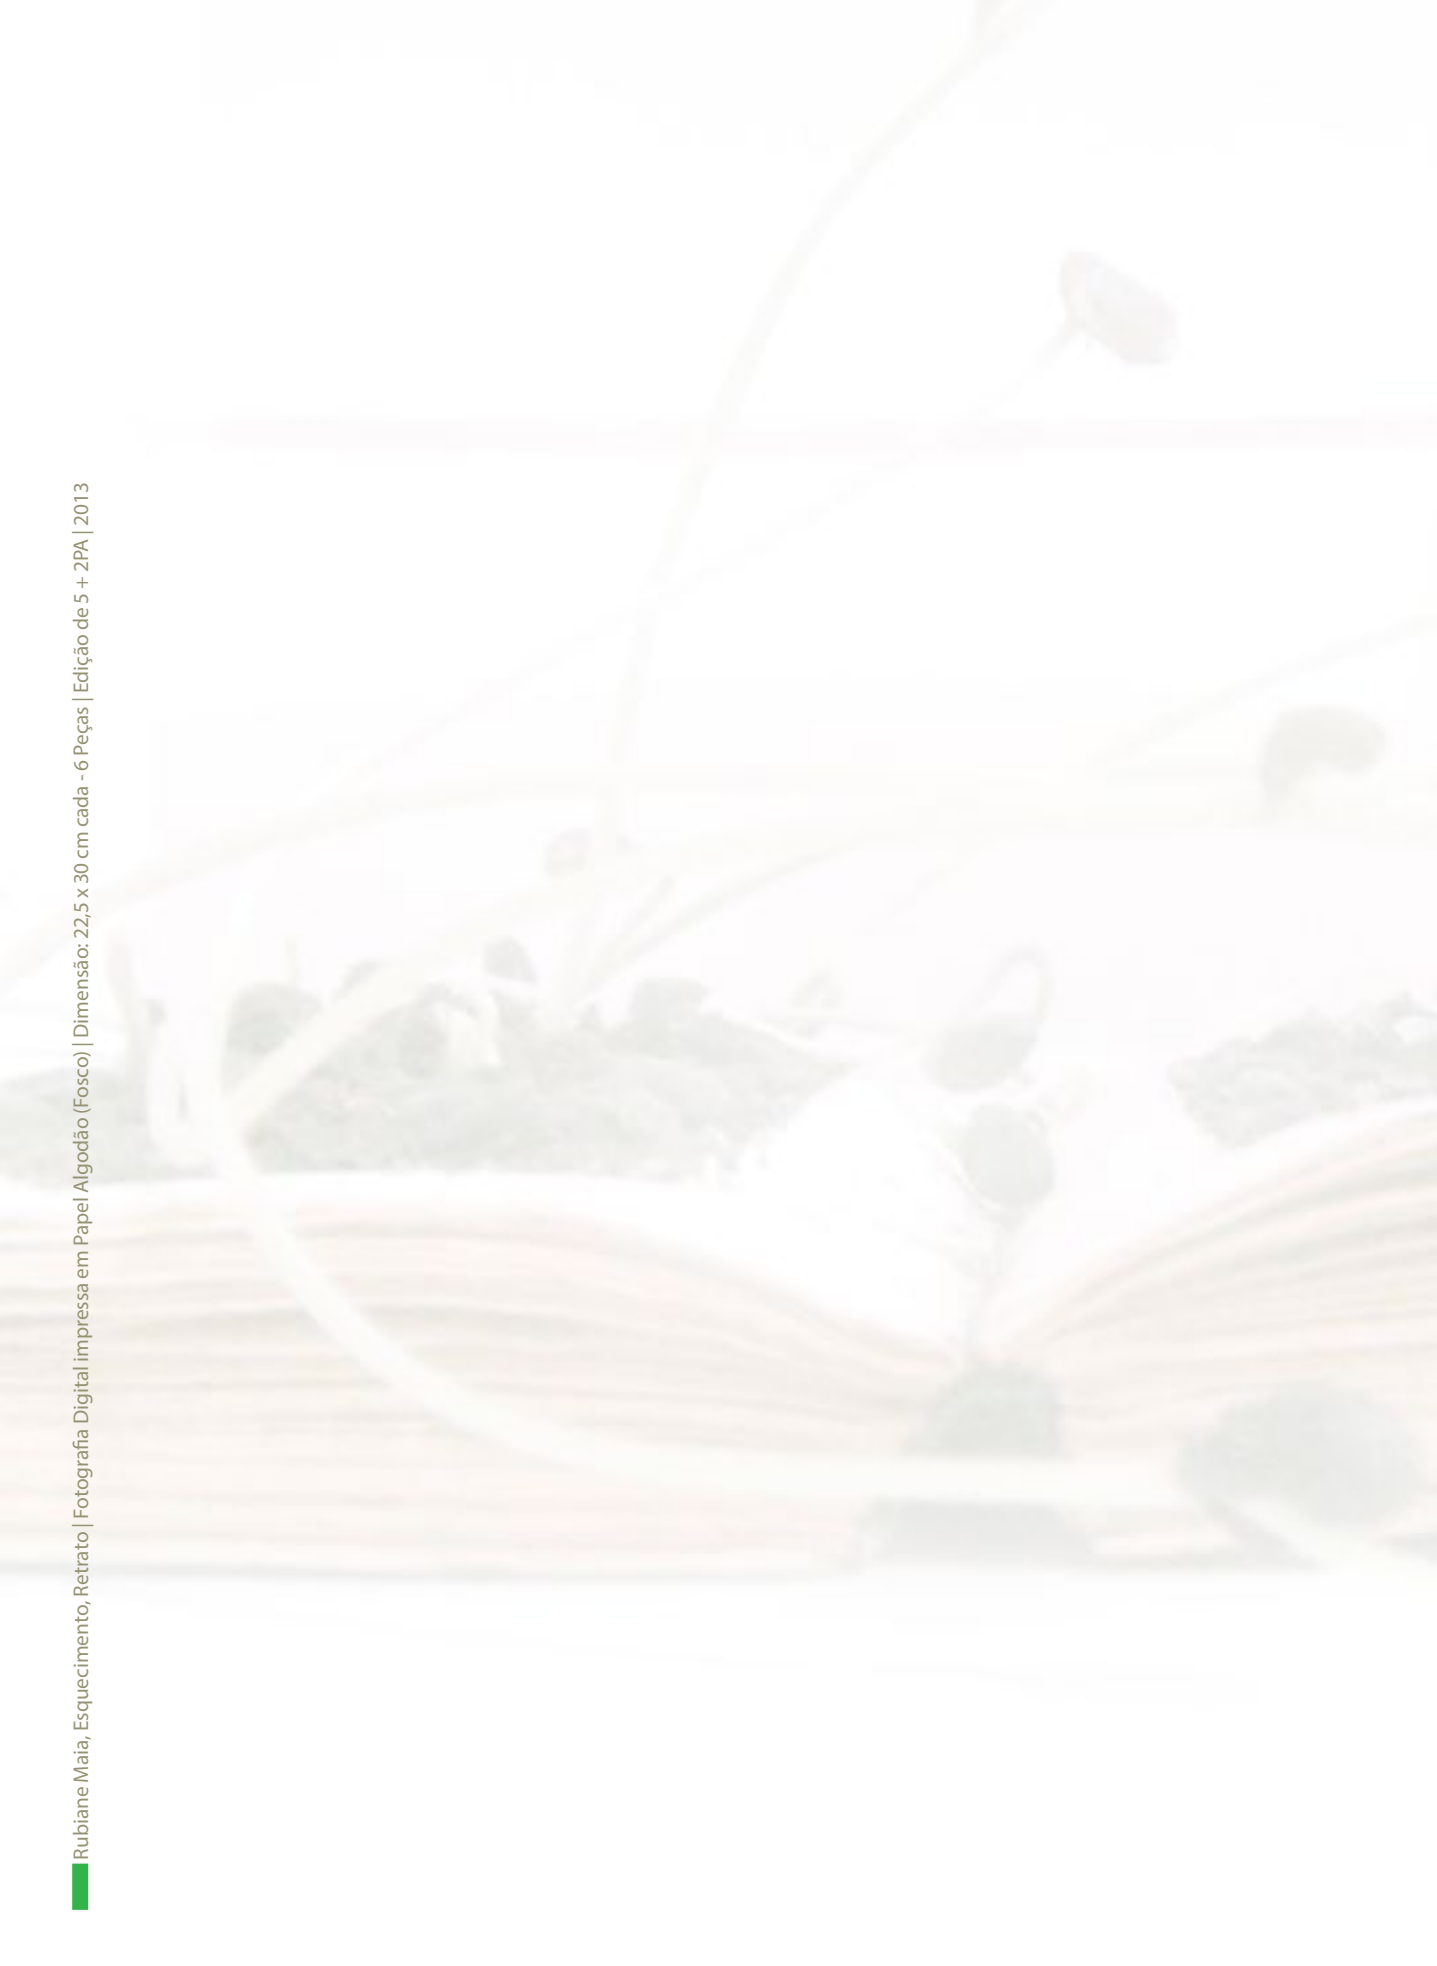 Rubiane Maia, Esquecimento, Retrato | Fotografia Digital impressa em Papel Algodão (Fosco) | Dimensão: 22,5 x 30 cm cada - 6 Peças | Edição de 5 + 2PA | 2013